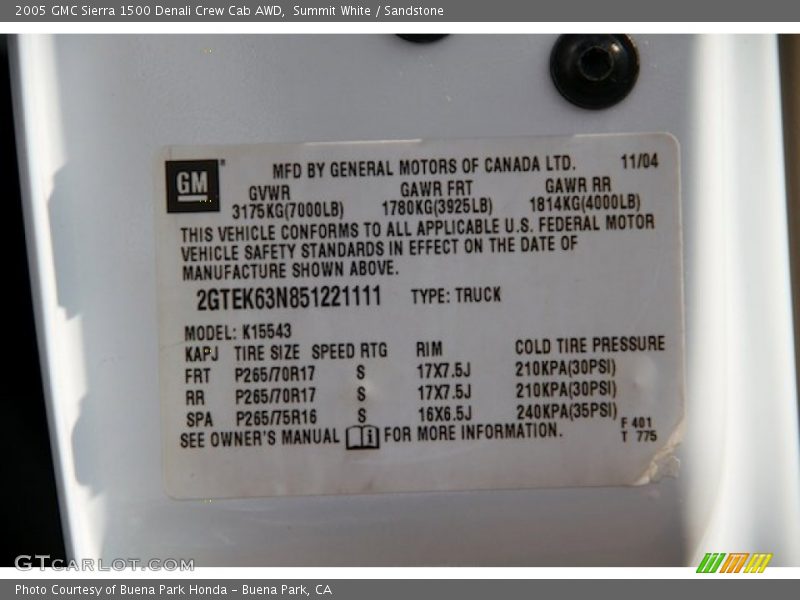 2005 GMC Sierra 1500 Denali Crew Cab AWD,  Summit White / Sandstone
GM
MFD BY GENERAL MOTORS OF CANADA LTD. 11/04
GVWR GAWR FRT GAWR RR
3175KG(7000LB) 1780KG(3925LB) 1814KG(4000LB)
THIS VEHICLE CONFORMS TO ALL APPLICABLE U.S. FEDERAL MOTOR
VEHICLE SAFETY STANDARDS IN EFFECT ON THE DATE OF
MANUFACTURE SHOWN ABOVE.
2GTEK63N851221111 TYPE: TRUCK
MODEL: K15543
KAPJ TIRE SIZE SPEED RTG RIM COLD TIRE PRESSURE
FRT P265/70R17 S 17X7.5J 210KPA(30PSI)
RR P265/70R17 S 17X7.5J 210KPA(30PSI)
SPA P265/75R16 S 16X6.5J 240KPA(35PSI)
SEE OWNER'S MANUAL i FOR MORE INFORMATION.
F 401
T 775
GTcarlot.com
Photo Courtesy of Buena Park Honda - Buena Park, CA